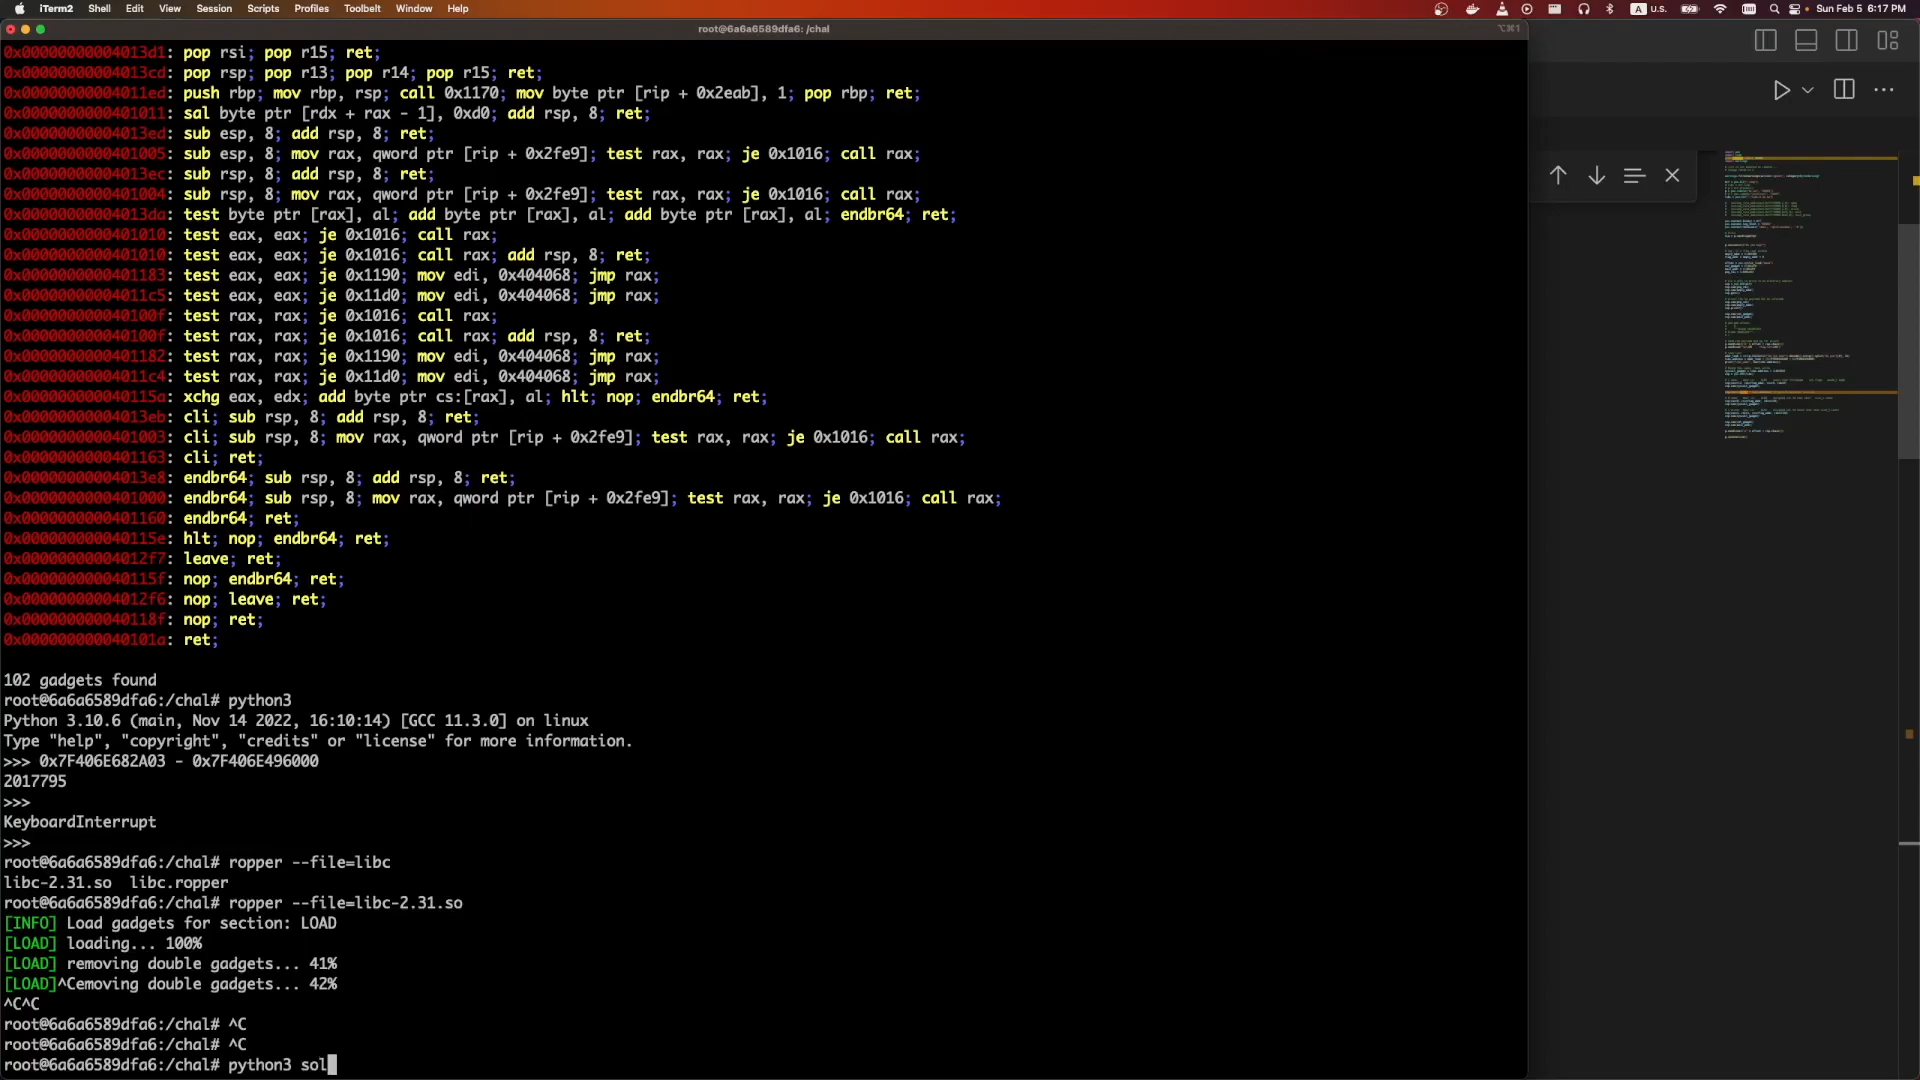 iTerm2 Shell Edit View Session Scripts Profiles Toolbelt Window Help A U.S. Sun Feb 5 6:17 PM
root@6a6a6589dfa6: /chal ⌥⌘1
0x00000000004013d1: pop rsi; pop r15; ret;
0x00000000004013cd: pop rsp; pop r13; pop r14; pop r15; ret;
0x00000000004011ed: push rbp; mov rbp, rsp; call 0x1170; mov byte ptr [rip + 0x2eab], 1; pop rbp; ret;
0x0000000000401011: sal byte ptr [rdx + rax - 1], 0xd0; add rsp, 8; ret;
0x00000000004013ed: sub esp, 8; add rsp, 8; ret;
0x0000000000401005: sub esp, 8; mov rax, qword ptr [rip + 0x2fe9]; test rax, rax; je 0x1016; call rax;
0x00000000004013ec: sub rsp, 8; add rsp, 8; ret;
0x0000000000401004: sub rsp, 8; mov rax, qword ptr [rip + 0x2fe9]; test rax, rax; je 0x1016; call rax;
0x00000000004013da: test byte ptr [rax], al; add byte ptr [rax], al; add byte ptr [rax], al; endbr64; ret;
0x0000000000401010: test eax, eax; je 0x1016; call rax;
0x0000000000401010: test eax, eax; je 0x1016; call rax; add rsp, 8; ret;
0x0000000000401183: test eax, eax; je 0x1190; mov edi, 0x404068; jmp rax;
0x00000000004011c5: test eax, eax; je 0x11d0; mov edi, 0x404068; jmp rax;
0x000000000040100f: test rax, rax; je 0x1016; call rax;
0x000000000040100f: test rax, rax; je 0x1016; call rax; add rsp, 8; ret;
0x0000000000401182: test rax, rax; je 0x1190; mov edi, 0x404068; jmp rax;
0x00000000004011c4: test rax, rax; je 0x11d0; mov edi, 0x404068; jmp rax;
0x000000000040115a: xchg eax, edx; add byte ptr cs:[rax], al; hlt; nop; endbr64; ret;
0x00000000004013eb: cli; sub rsp, 8; add rsp, 8; ret;
0x0000000000401003: cli; sub rsp, 8; mov rax, qword ptr [rip + 0x2fe9]; test rax, rax; je 0x1016; call rax;
0x0000000000401163: cli; ret;
0x00000000004013e8: endbr64; sub rsp, 8; add rsp, 8; ret;
0x0000000000401000: endbr64; sub rsp, 8; mov rax, qword ptr [rip + 0x2fe9]; test rax, rax; je 0x1016; call rax;
0x0000000000401160: endbr64; ret;
0x000000000040115e: hlt; nop; endbr64; ret;
0x00000000004012f7: leave; ret;
0x000000000040115f: nop; endbr64; ret;
0x00000000004012f6: nop; leave; ret;
0x000000000040118f: nop; ret;
0x000000000040101a: ret;
102 gadgets found
root@6a6a6589dfa6:/chal# python3
Python 3.10.6 (main, Nov 14 2022, 16:10:14) [GCC 11.3.0] on linux
Type "help", "copyright", "credits" or "license" for more information.
>>> 0x7F406E682A03 - 0x7F406E496000
2017795
>>>
KeyboardInterrupt
>>>
root@6a6a6589dfa6:/chal# ropper --file=libc
libc-2.31.so libc.ropper
root@6a6a6589dfa6:/chal# ropper --file=libc-2.31.so
[INFO] Load gadgets for section: LOAD
[LOAD] loading... 100%
[LOAD] removing double gadgets... 41%
[LOAD]^Cemoving double gadgets... 42%
^C^C
root@6a6a6589dfa6:/chal# ^C
root@6a6a6589dfa6:/chal# ^C
root@6a6a6589dfa6:/chal# python3 sol